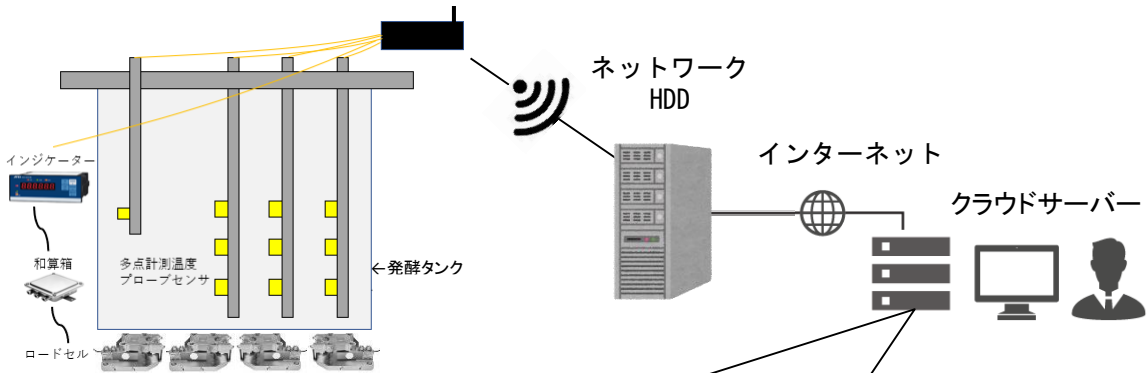 ネットワーク
HDD
インターネット
クラウドサーバー
インジケーター
和算箱
多点計測温度
プローブセンサ
←発酵タンク
ロードセル